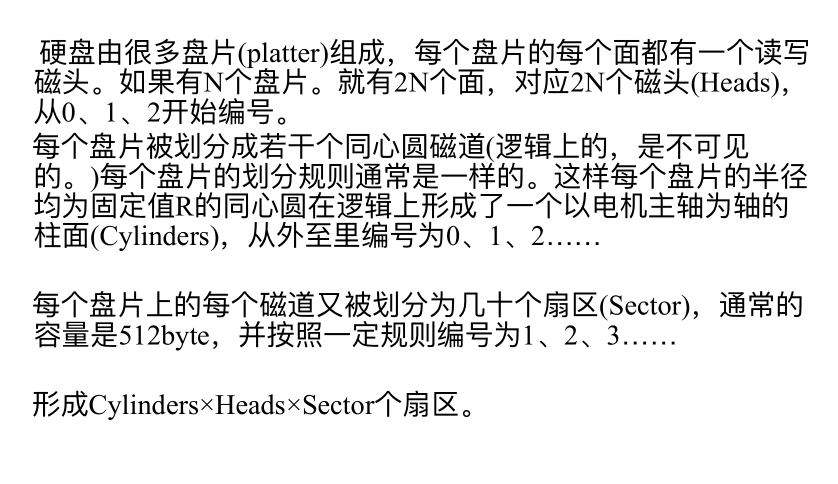 硬盘由很多盘片(platter)组成，每个盘片的每个面都有一个读写
磁头。如果有N个盘片。就有2N个面，对应2N个磁头(Heads)，
从0、1、2开始编号。
每个盘片被划分成若干个同心圆磁道(逻辑上的，是不可见
的。)每个盘片的划分规则通常是一样的。这样每个盘片的半径
均为固定值R的同心圆在逻辑上形成了一个以电机主轴为轴的
柱面(Cylinders)，从外至里编号为0、1、2……
每个盘片上的每个磁道又被划分为几十个扇区(Sector)，通常的
容量是512byte，并按照一定规则编号为1、2、3……
形成Cylinders×Heads×Sector个扇区。